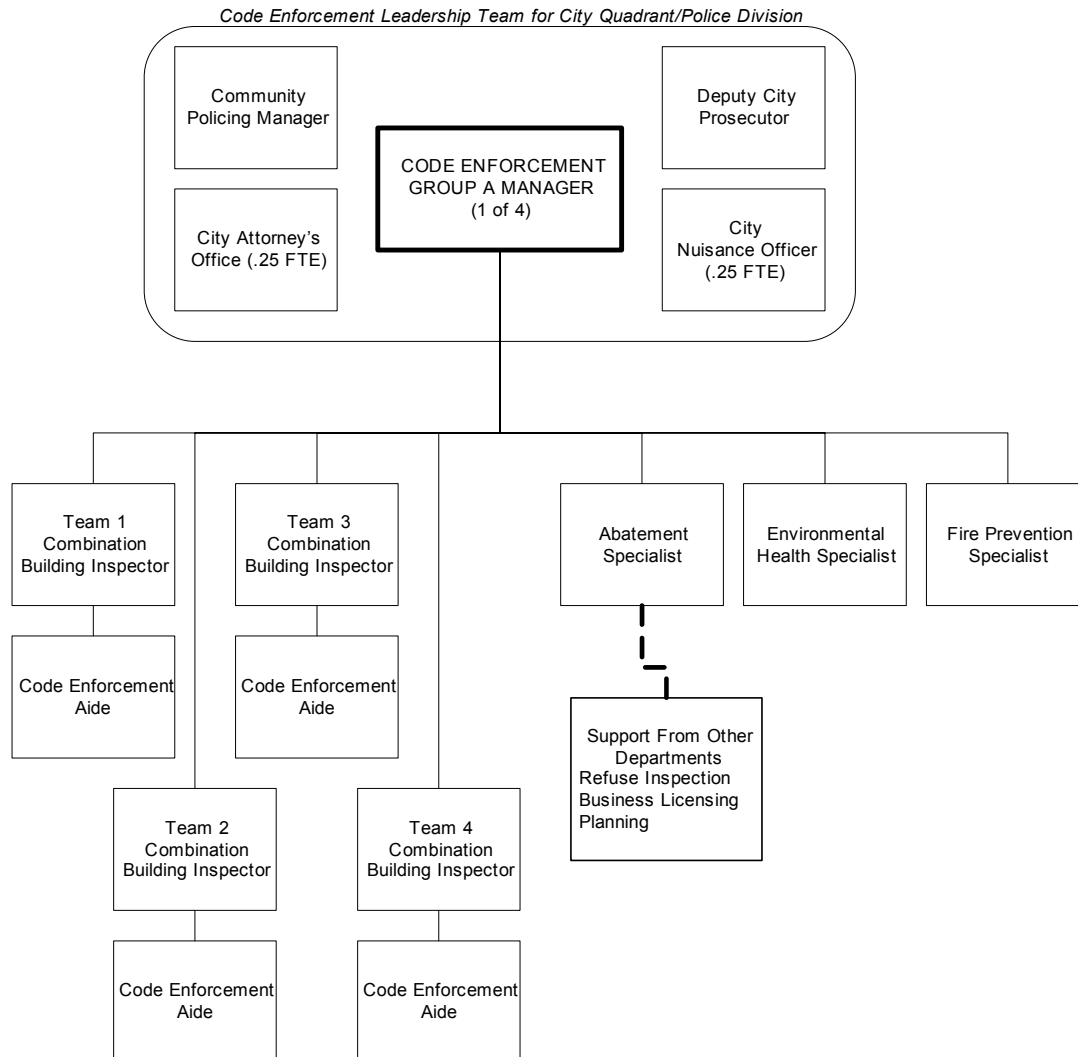 Code Enforcement Leadership Team for City Quadrant/Police Division
Community
Policing Manager
Deputy City
Prosecutor
CODE ENFORCEMENT
GROUP A MANAGER
(1 of 4)
City Attorney's
Office (.25 FTE)
City
Nuisance Officer
(.25 FTE)
Team 1
Combination
Building Inspector
Team 3
Combination
Building Inspector
Abatement
Specialist
Environmental
Health Specialist
Fire Prevention
Specialist
Code Enforcement
Aide
Code Enforcement
Aide
Support From Other
Departments
Refuse Inspection
Business Licensing
Planning
Team 2
Combination
Building Inspector
Team 4
Combination
Building Inspector
Code Enforcement
Aide
Code Enforcement
Aide